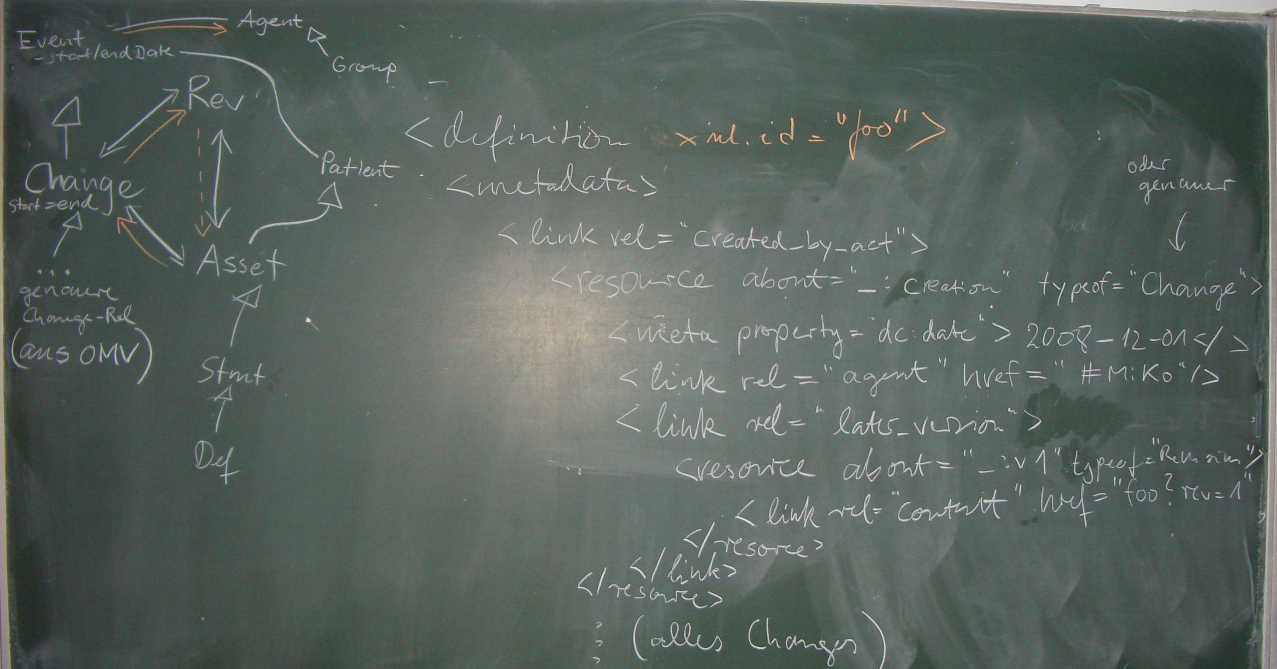 Event
-start/endDate
Agent
Group
Rev
Patient
Change
start=end
Asset
...
genauere
Change-Rel
(aus OMV)
Stmt
Def
<definition xml.id="foo">
<metadata>
oder
genauer
<link rel="created_by_act">
<resource about="_:creation" typeof="Change">
<meta property="dc:date">2008-12-01</>
<link rel="agent" href="#MiKo"/>
<link rel="later_version">
<resource about="_:v1" typeof="Revision">
<link rel="content" href="foo?rev=1"
</resorce>
</link>
</resource>
⋮ (alles Changes)